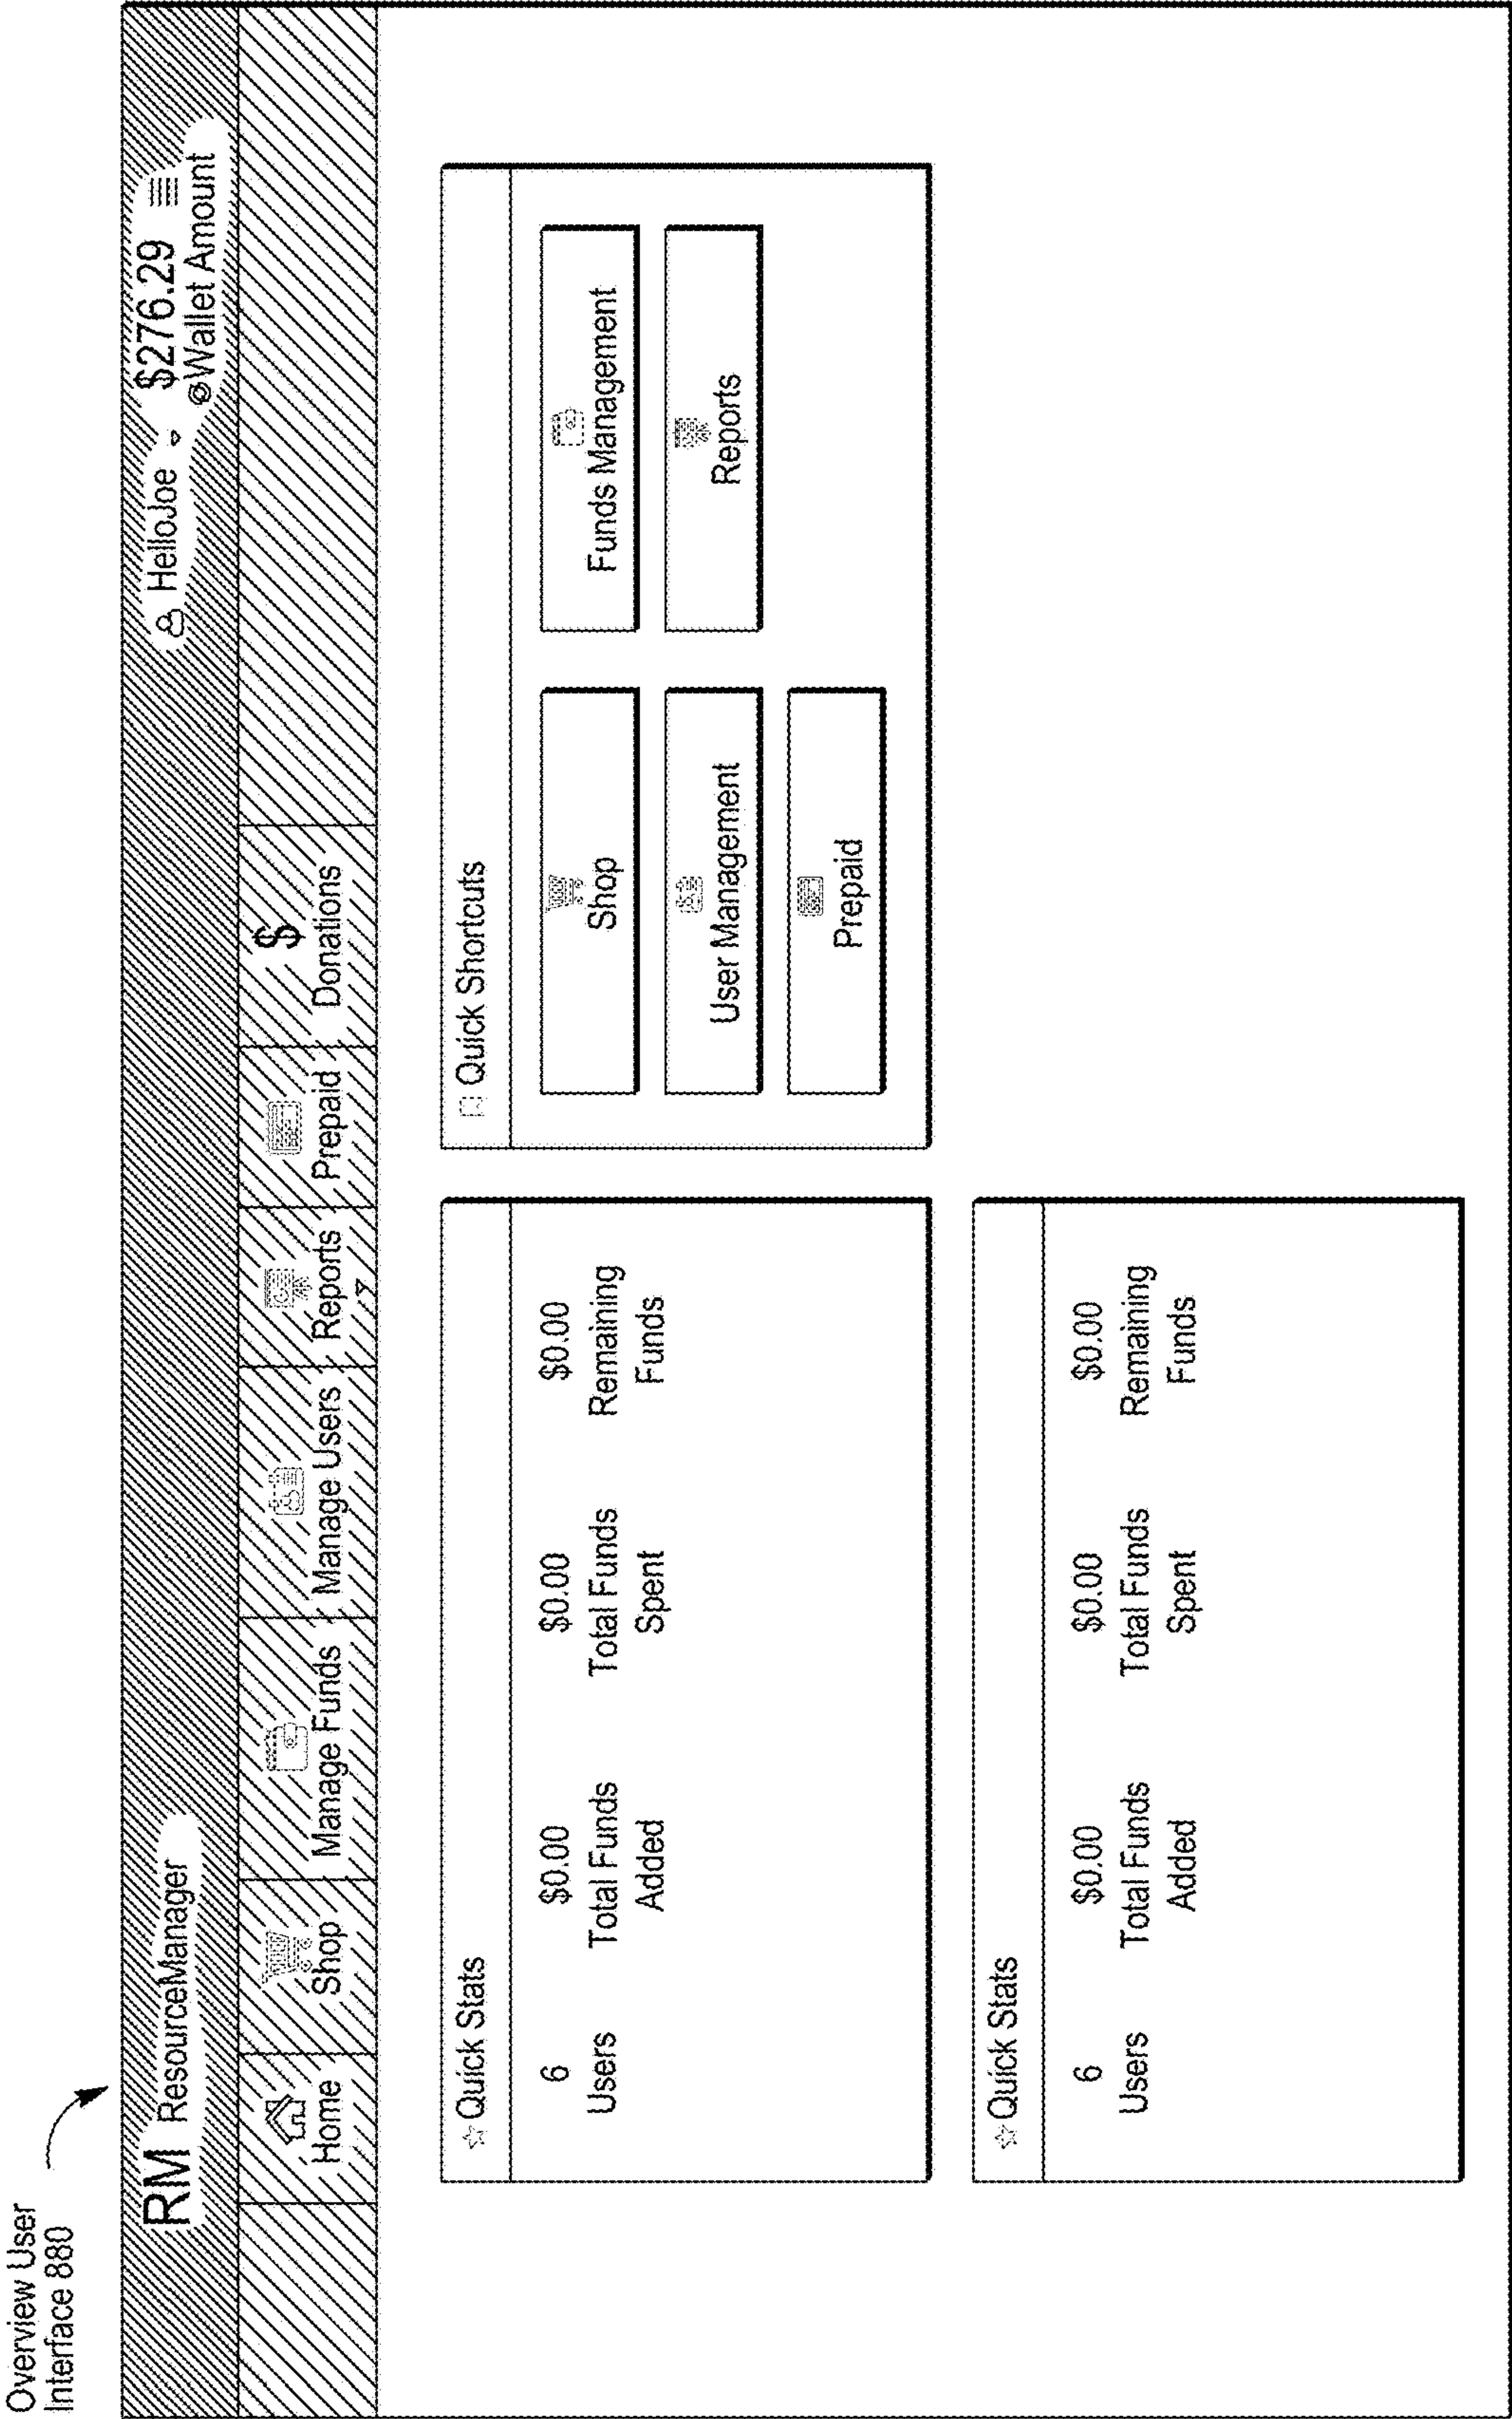 Overview User
Interface 880
RM ResourceManager
HelloJoe
$276.29
Wallet Amount
Home
Shop
Manage Funds
Manage Users
Reports
Prepaid
$
Donations
Quick Stats
6
Users
$0.00
Total Funds
Added
$0.00
Total Funds
Spent
$0.00
Remaining
Funds
Quick Shortcuts
Shop
Funds Management
User Management
Reports
Prepaid
Quick Stats
6
Users
$0.00
Total Funds
Added
$0.00
Total Funds
Spent
$0.00
Remaining
Funds